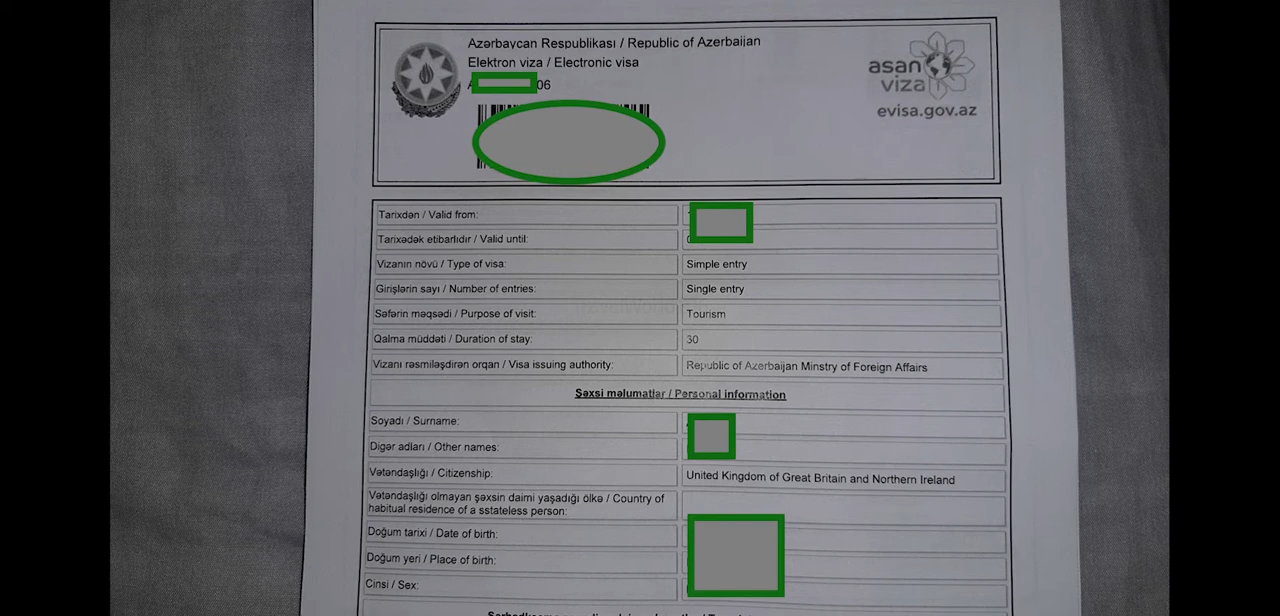 Azərbaycan Respublikası / Republic of Azerbaijan
Elektron viza / Electronic visa
06
asan
viza
evisa.gov.az
Tarixdən / Valid from:
Tarixədək etibarlıdır / Valid until:
Vizanın növü / Type of visa: Simple entry
Girişlərin sayı / Number of entries: Single entry
Səfərin məqsədi / Purpose of visit: Tourism
Qalma müddəti / Duration of stay: 30
Vizanı rəsmiləşdirən orqan / Visa issuing authority: Republic of Azerbaijan Minstry of Foreign Affairs
Şəxsi məlumatlar / Personal information
Soyadı / Surname:
Digər adları / Other names:
Vətəndaşlığı / Citizenship: United Kingdom of Great Britain and Northern Ireland
Vətəndaşlığı olmayan şəxsin daimi yaşadığı ölkə / Country of
habitual residence of a sstateless person:
Doğum tarixi / Date of birth:
Doğum yeri / Place of birth:
Cinsi / Sex: